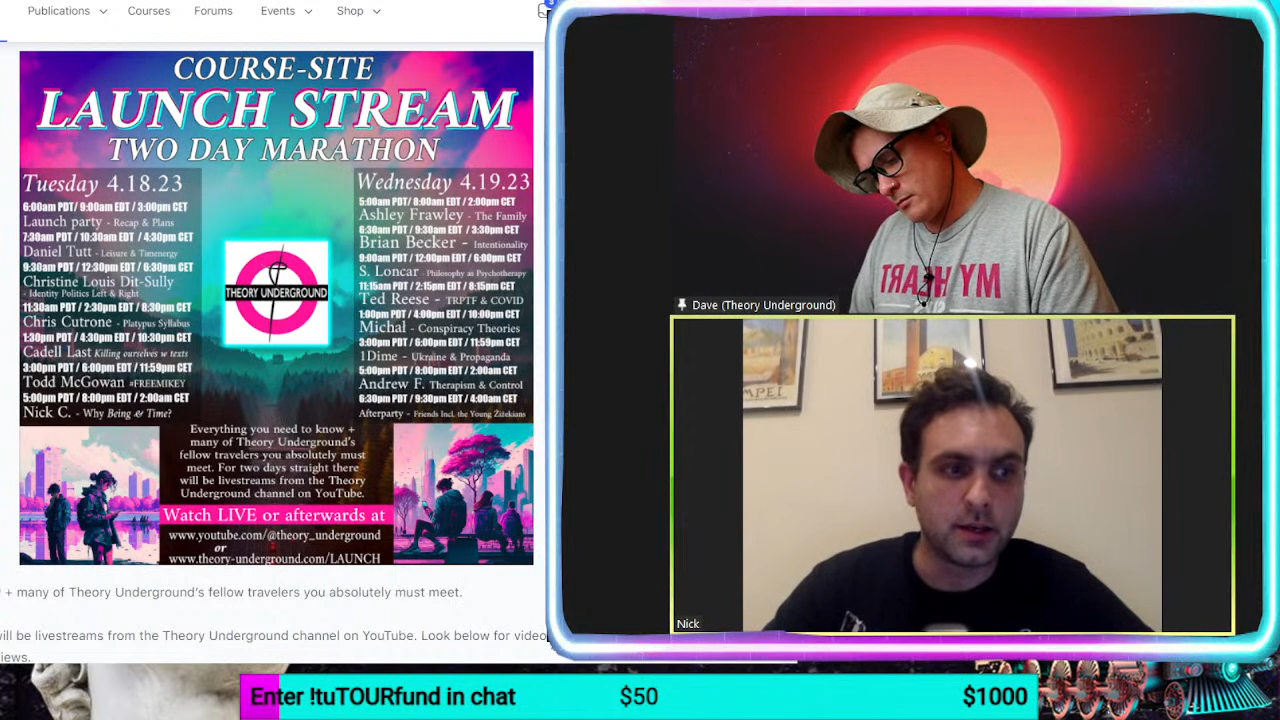 Publications
Courses
Forums
Events
Shop
3
COURSE-SITE
LAUNCH STREAM
TWO DAY MARATHON
Tuesday 4.18.23
6:00am PDT/ 9:00am EDT / 3:00pm CET
Launch party - Recap & Plans
7:30am PDT / 10:30am EDT / 4:30pm CET
Daniel Tutt - Leisure & Timenergy
9:30am PDT / 12:30pm EDT / 6:30pm CET
Christine Louis Dit-Sully
- Identity Politics Left & Right
11:30am PDT / 2:30pm EDT / 8:30pm CET
Chris Cutrone - Platypus Syllabus
1:30pm PDT / 4:30pm EDT / 10:30pm CET
Cadell Last Killing ourselves w texts
3:00pm PDT / 6:00pm EDT / 11:59pm CET
Todd McGowan #FREEMIKEY
5:00pm PDT / 8:00pm EDT / 2:00am CET
Nick C. - Why Being & Time?
THEORY UNDERGROUND
Wednesday 4.19.23
5:00am PDT/ 8:00am EDT / 2:00pm CET
Ashley Frawley - The Family
6:30am PDT / 9:30am EDT / 3:30pm CET
Brian Becker - Intentionality
9:00am PDT / 12:00pm EDT / 6:00pm CET
S. Loncar - Philosophy as Psychotherapy
11:15am PDT / 2:15pm EDT / 8:15pm CET
Ted Reese - TRPTF & COVID
1:00pm PDT / 4:00pm EDT / 10:00pm CET
Michal - Conspiracy Theories
3:00pm PDT / 6:00pm EDT / 11:59pm CET
1Dime - Ukraine & Propaganda
5:00pm PDT / 8:00pm EDT / 2:00am CET
Andrew F. Therapism & Control
6:30pm PDT / 9:30pm EDT / 4:00am CET
Afterparty - Friends Incl. the Young Žižekians
Everything you need to know +
many of Theory Underground's
fellow travelers you absolutely must
meet. For two days straight there
will be livestreams from the Theory
Underground channel on YouTube.
Watch LIVE or afterwards at
www.youtube.com/@theory_underground
or
www.theory-underground.com/LAUNCH
+ many of Theory Underground's fellow travelers you absolutely must meet.
will be livestreams from the Theory Underground channel on YouTube. Look below for video
iews.
MY HEART
Dave (Theory Underground)
MPEI
Nick
Enter !tuTOURfund in chat
$50
$1000